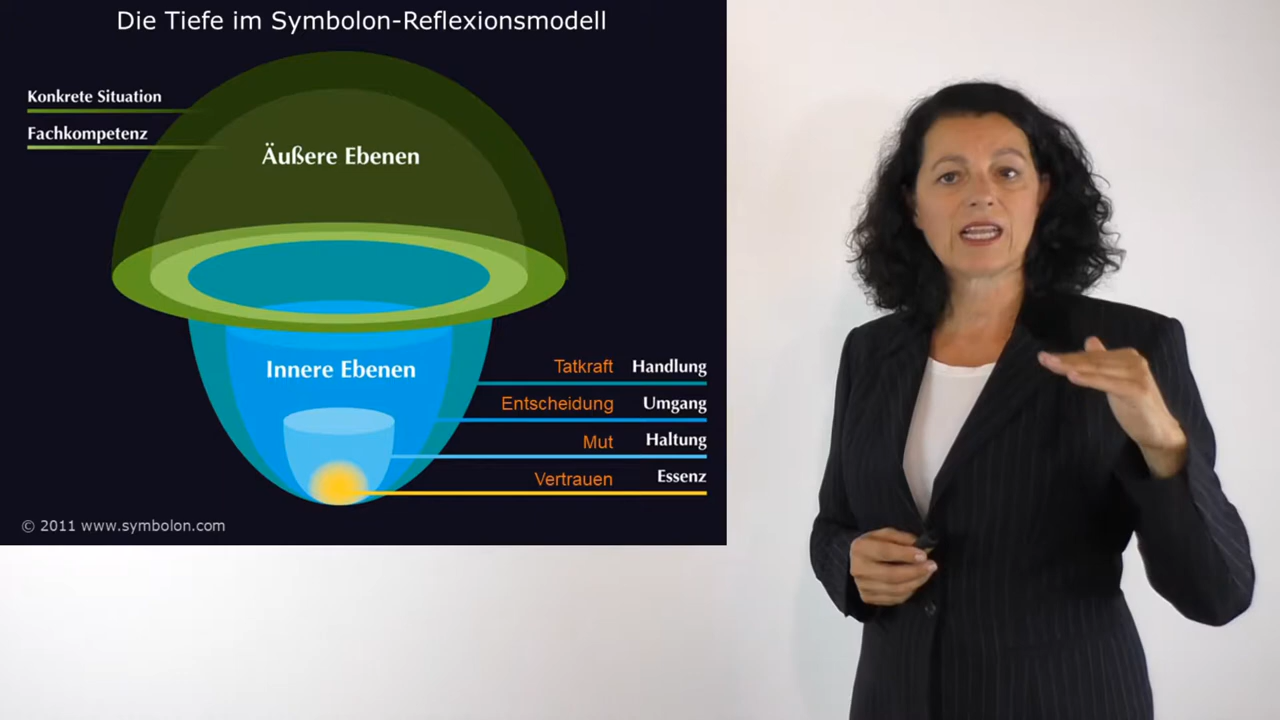 Die Tiefe im Symbolon-Reflexionsmodell
Konkrete Situation
Fachkompetenz
Äußere Ebenen
Innere Ebenen
Tatkraft Handlung
Entscheidung Umgang
Mut Haltung
Vertrauen Essenz
© 2011 www.symbolon.com